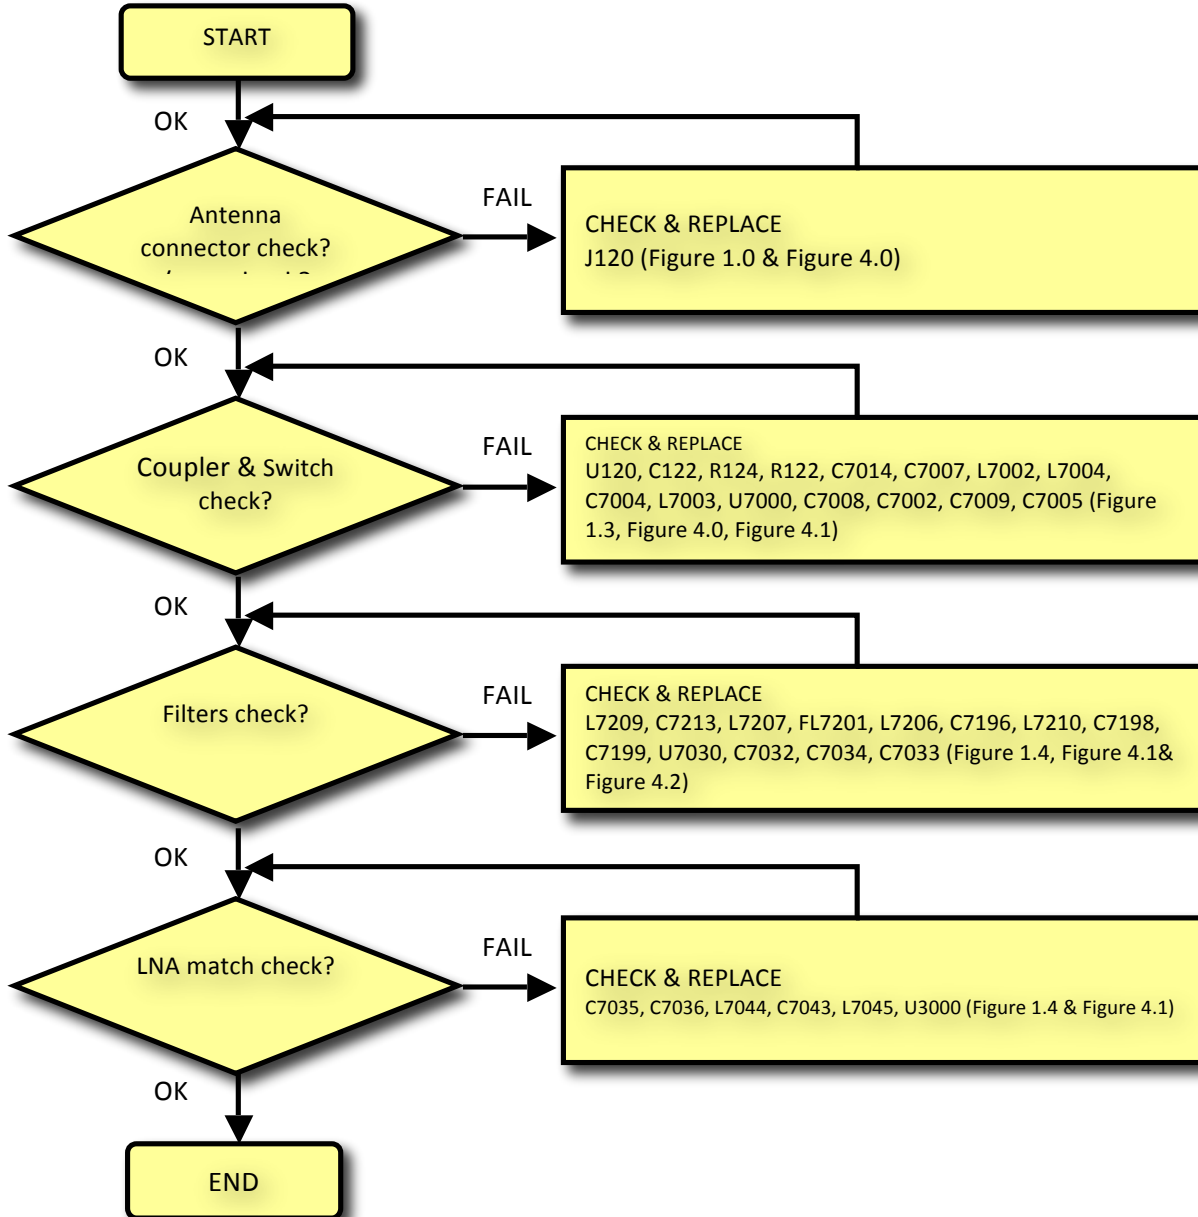 START
OK
Antenna
connector check?
FAIL
CHECK & REPLACE
J120 (Figure 1.0 & Figure 4.0)
OK
Coupler & Switch
check?
FAIL
CHECK & REPLACE
U120, C122, R124, R122, C7014, C7007, L7002, L7004,
C7004, L7003, U7000, C7008, C7002, C7009, C7005 (Figure
1.3, Figure 4.0, Figure 4.1)
OK
Filters check?
FAIL
CHECK & REPLACE
L7209, C7213, L7207, FL7201, L7206, C7196, L7210, C7198,
C7199, U7030, C7032, C7034, C7033 (Figure 1.4, Figure 4.1&
Figure 4.2)
OK
LNA match check?
FAIL
CHECK & REPLACE
C7035, C7036, L7044, C7043, L7045, U3000 (Figure 1.4 & Figure 4.1)
OK
END